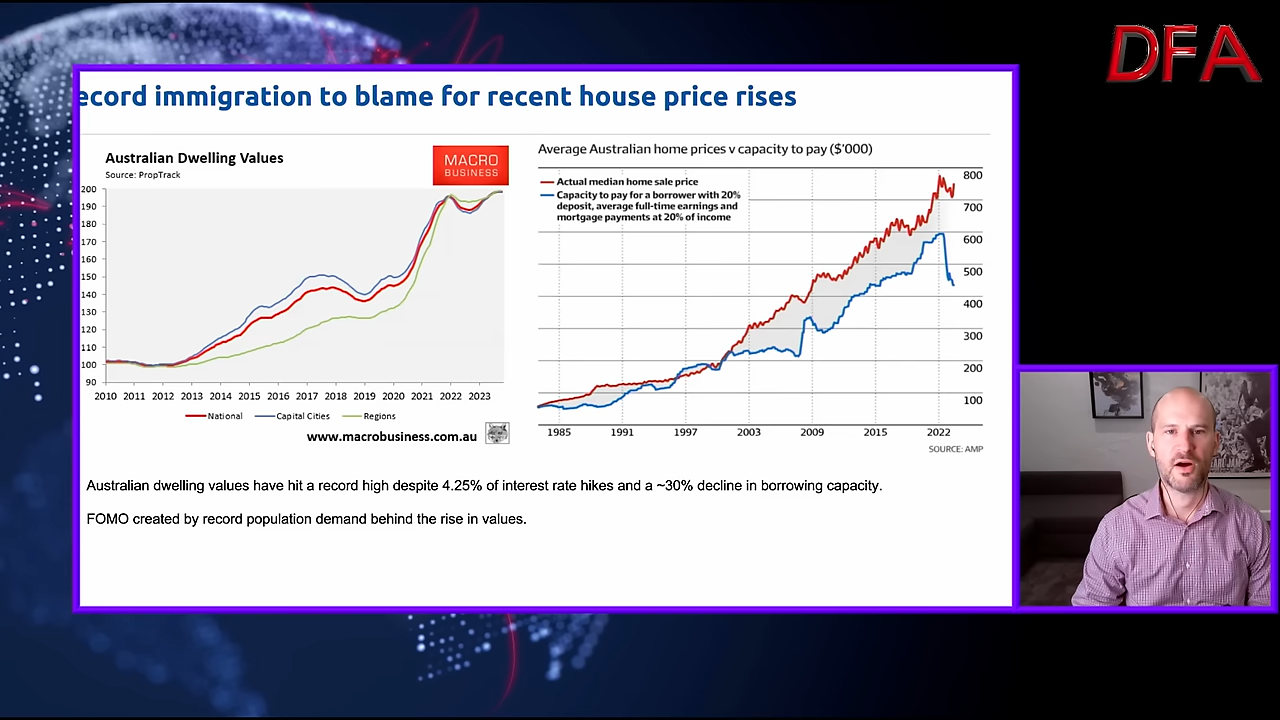 DFA
ecord immigration to blame for recent house price rises
Australian Dwelling Values
Source: PropTrack
MACRO
BUSINESS
200
190
180
170
160
150
140
130
120
110
100
90
2010 2011 2012 2013 2014 2015 2016 2017 2018 2019 2020 2021 2022 2023
National Capital Cities Regions
www.macrobusiness.com.au
Average Australian home prices v capacity to pay ($'000)
Actual median home sale price
Capacity to pay for a borrower with 20%
deposit, average full-time earnings and
mortgage payments at 20% of income
800
700
600
500
400
300
200
100
1985 1991 1997 2003 2009 2015 2022
SOURCE: AMP
Australian dwelling values have hit a record high despite 4.25% of interest rate hikes and a ~30% decline in borrowing capacity.
FOMO created by record population demand behind the rise in values.